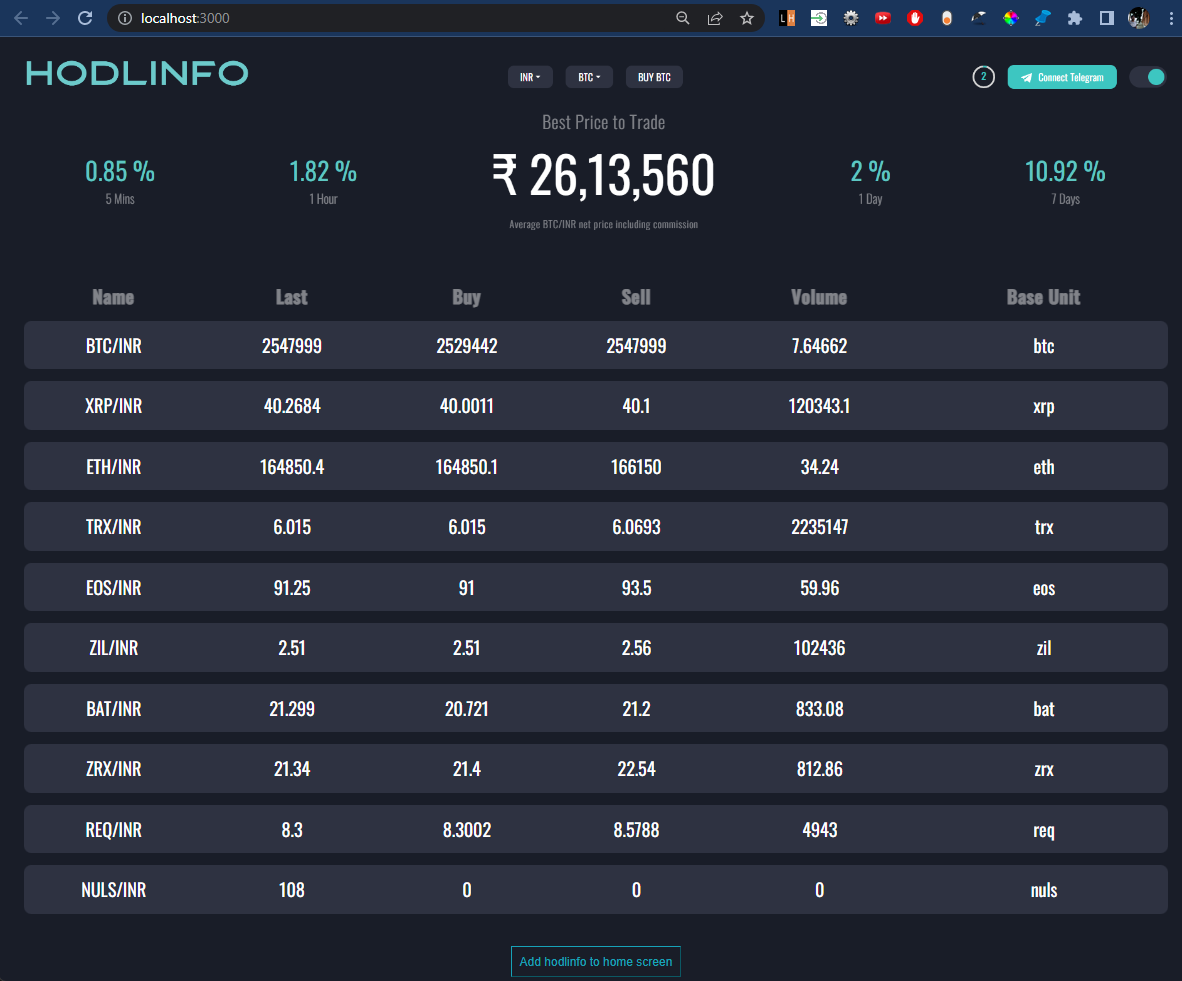 localhost:3000
HODLINFO
INR BTC BUY BTC
2 Connect Telegram
Best Price to Trade
0.85 % 1.82 % ₹ 26,13,560 2 % 10.92 %
5 Mins 1 Hour 1 Day 7 Days
Average BTC/INR net price including commission
Name Last Buy Sell Volume Base Unit
BTC/INR 2547999 2529442 2547999 7.64662 btc
XRP/INR 40.2684 40.0011 40.1 120343.1 xrp
ETH/INR 164850.4 164850.1 166150 34.24 eth
TRX/INR 6.015 6.015 6.0693 2235147 trx
EOS/INR 91.25 91 93.5 59.96 eos
ZIL/INR 2.51 2.51 2.56 102436 zil
BAT/INR 21.299 20.721 21.2 833.08 bat
ZRX/INR 21.34 21.4 22.54 812.86 zrx
REQ/INR 8.3 8.3002 8.5788 4943 req
NULS/INR 108 0 0 0 nuls
Add hodlinfo to home screen